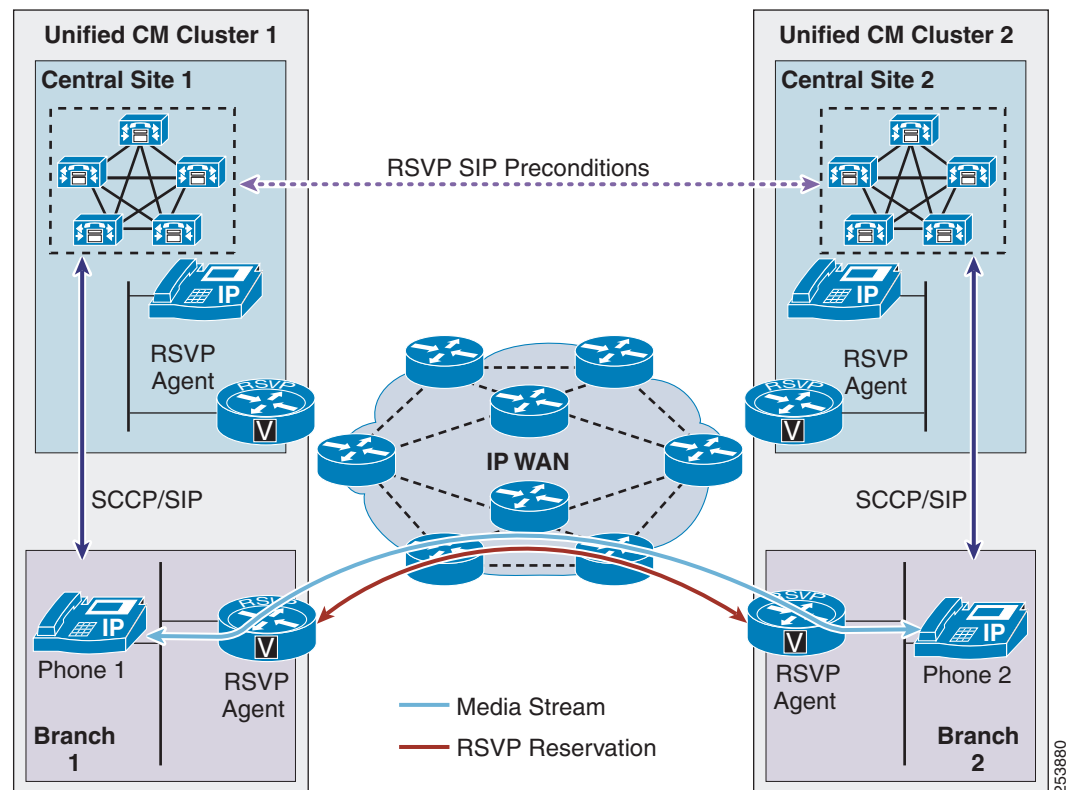 Unified CM Cluster 1
Unified CM Cluster 2
Central Site 1
Central Site 2
RSVP SIP Preconditions
IP
IP
RSVP
Agent
RSVP
Agent
RSVP
V
RSVP
V
IP WAN
SCCP/SIP
SCCP/SIP
RSVP
V
RSVP
V
IP
IP
Phone 1
Phone 2
RSVP
Agent
RSVP
Agent
Media Stream
RSVP Reservation
Branch
1
Branch
2
253880